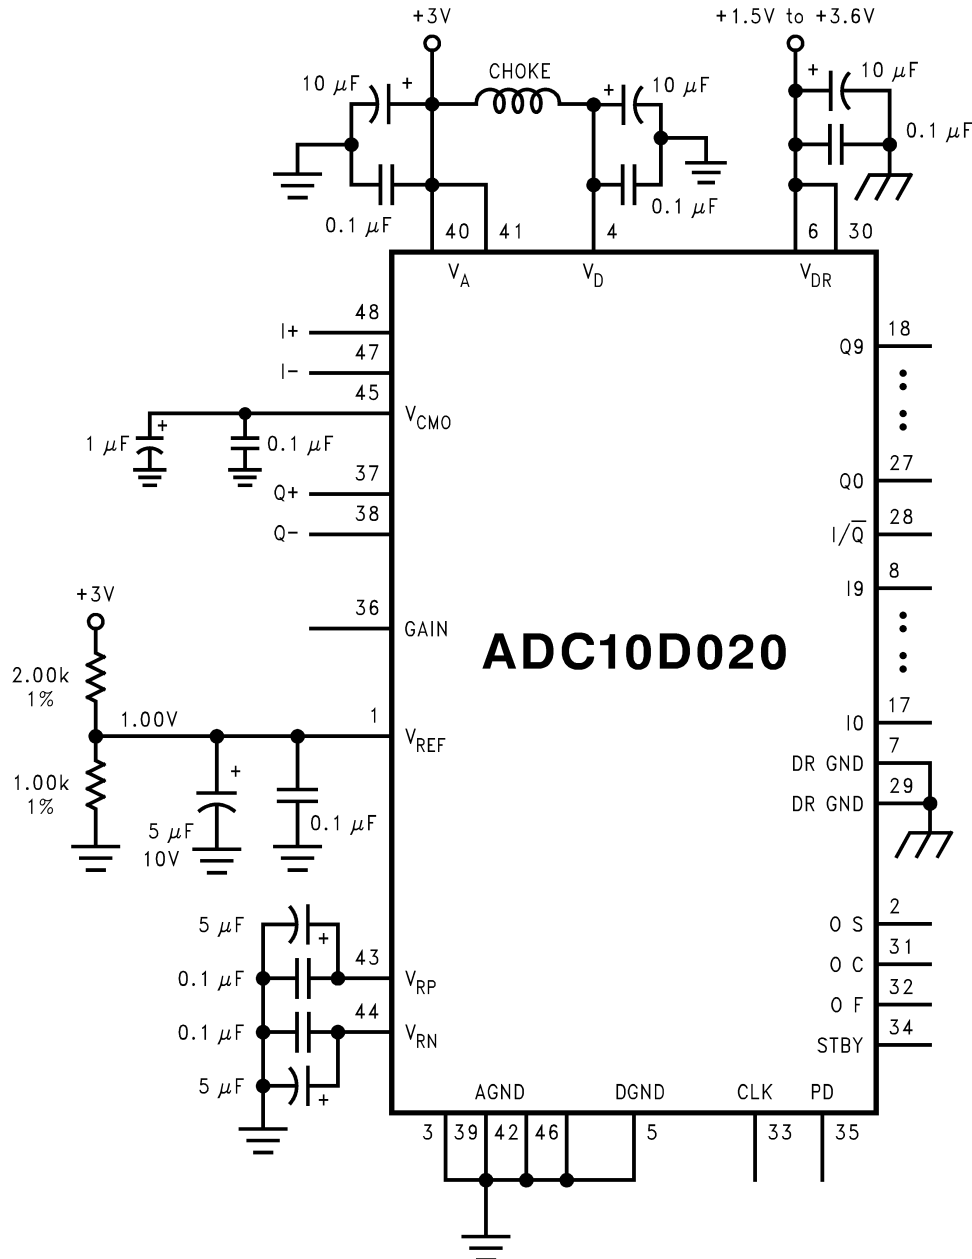 +3V
+1.5V to +3.6V
10 µF
+
CHOKE
+
10 µF
+
10 µF
0.1 µF
0.1 µF
0.1 µF
40
41
4
6
30
VA
VD
VDR
48
I+
47
I-
45
VCMO
1 µF
+
0.1 µF
37
Q+
38
Q-
36
GAIN
+3V
2.00k
1%
1.00V
1
VREF
1.00k
1%
+
5 µF
10V
0.1 µF
ADC10D020
18
Q9
27
Q0
28
I/Q̅
8
I9
17
I0
7
DR GND
29
DR GND
5 µF
+
43
0.1 µF
VRP
44
0.1 µF
VRN
5 µF
+
2
O S
31
O C
32
O F
34
STBY
AGND
DGND
CLK
PD
3
39
42
46
5
33
35